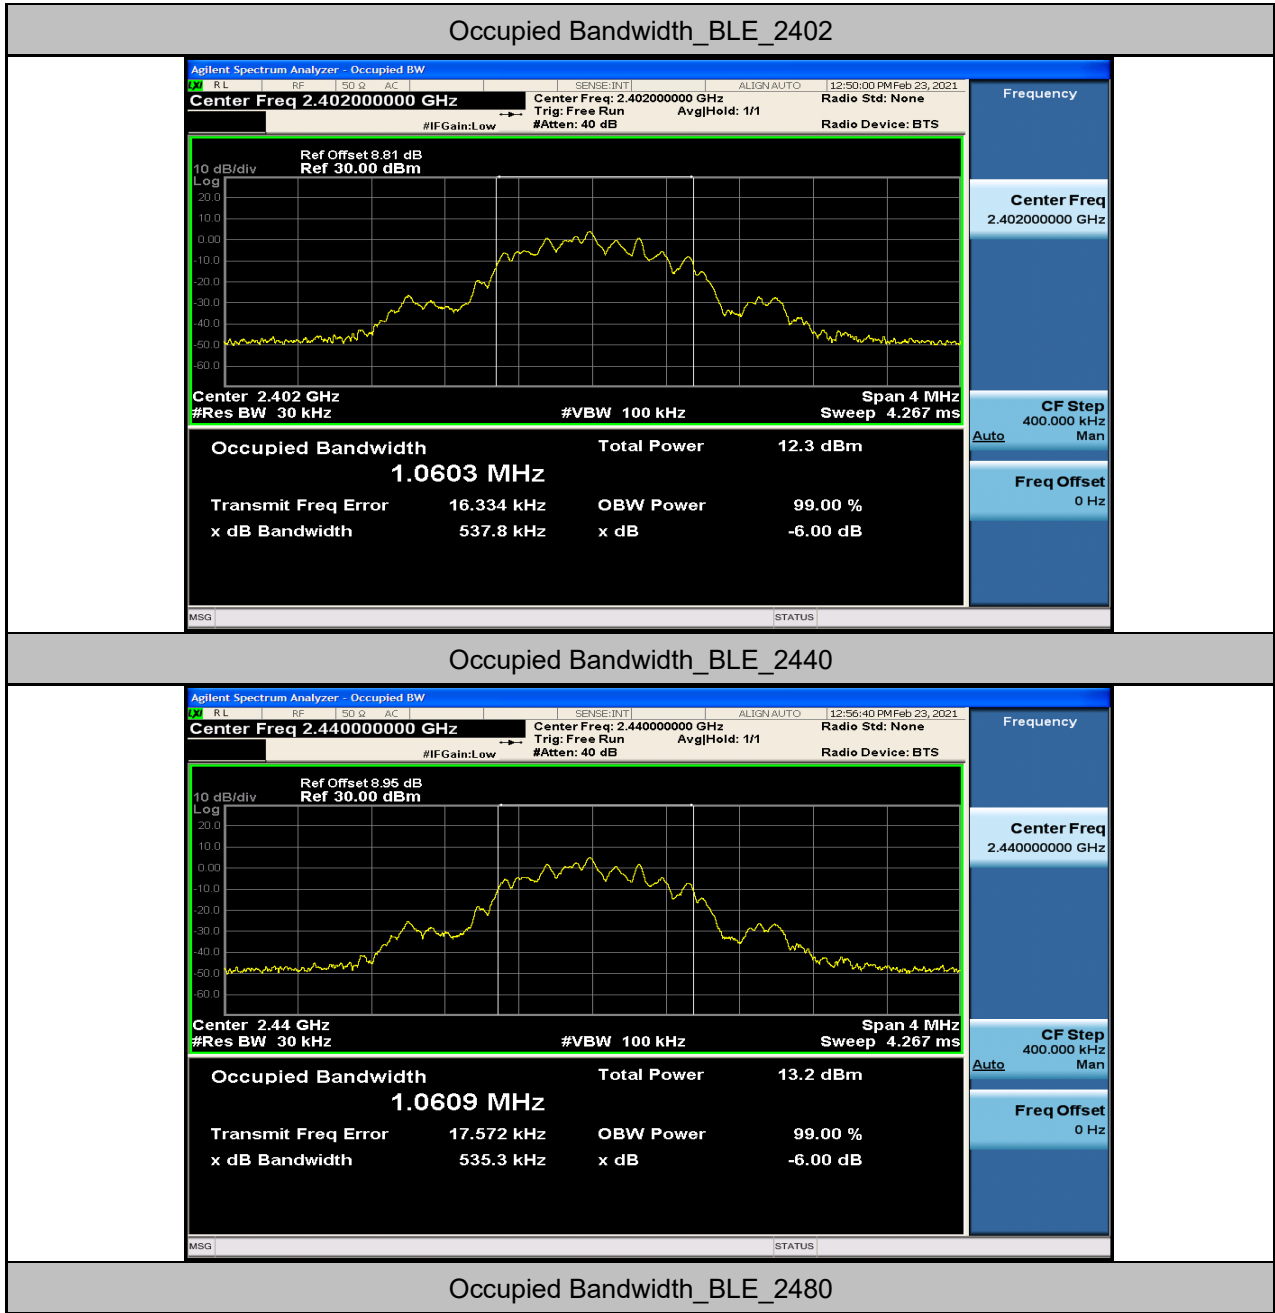 Occupied Bandwidth_BLE_2402
Agilent Spectrum Analyzer - Occupied BW
LXI RL RF 50 Ω AC SENSE:INT ALIGN AUTO 12:50:00 PM Feb 23, 2021
Center Freq 2.402000000 GHz
Center Freq: 2.402000000 GHz
Radio Std: None
Trig: Free Run Avg|Hold: 1/1
#IFGain:Low
#Atten: 40 dB
Radio Device: BTS
Frequency
Ref Offset 8.81 dB
10 dB/div Ref 30.00 dBm
Log
20.0
10.0
0.00
-10.0
-20.0
-30.0
-40.0
-50.0
-60.0
Center 2.402 GHz Span 4 MHz
#Res BW 30 kHz #VBW 100 kHz Sweep 4.267 ms
Center Freq
2.402000000 GHz
CF Step
400.000 kHz
Auto Man
Freq Offset
0 Hz
Occupied Bandwidth Total Power 12.3 dBm
1.0603 MHz
Transmit Freq Error 16.334 kHz OBW Power 99.00 %
x dB Bandwidth 537.8 kHz x dB -6.00 dB
MSG STATUS
Occupied Bandwidth_BLE_2440
Agilent Spectrum Analyzer - Occupied BW
LXI RL RF 50 Ω AC SENSE:INT ALIGN AUTO 12:56:40 PM Feb 23, 2021
Center Freq 2.440000000 GHz
Center Freq: 2.440000000 GHz
Radio Std: None
Trig: Free Run Avg|Hold: 1/1
#IFGain:Low
#Atten: 40 dB
Radio Device: BTS
Frequency
Ref Offset 8.95 dB
10 dB/div Ref 30.00 dBm
Log
20.0
10.0
0.00
-10.0
-20.0
-30.0
-40.0
-50.0
-60.0
Center 2.44 GHz Span 4 MHz
#Res BW 30 kHz #VBW 100 kHz Sweep 4.267 ms
Center Freq
2.440000000 GHz
CF Step
400.000 kHz
Auto Man
Freq Offset
0 Hz
Occupied Bandwidth Total Power 13.2 dBm
1.0609 MHz
Transmit Freq Error 17.572 kHz OBW Power 99.00 %
x dB Bandwidth 535.3 kHz x dB -6.00 dB
MSG STATUS
Occupied Bandwidth_BLE_2480